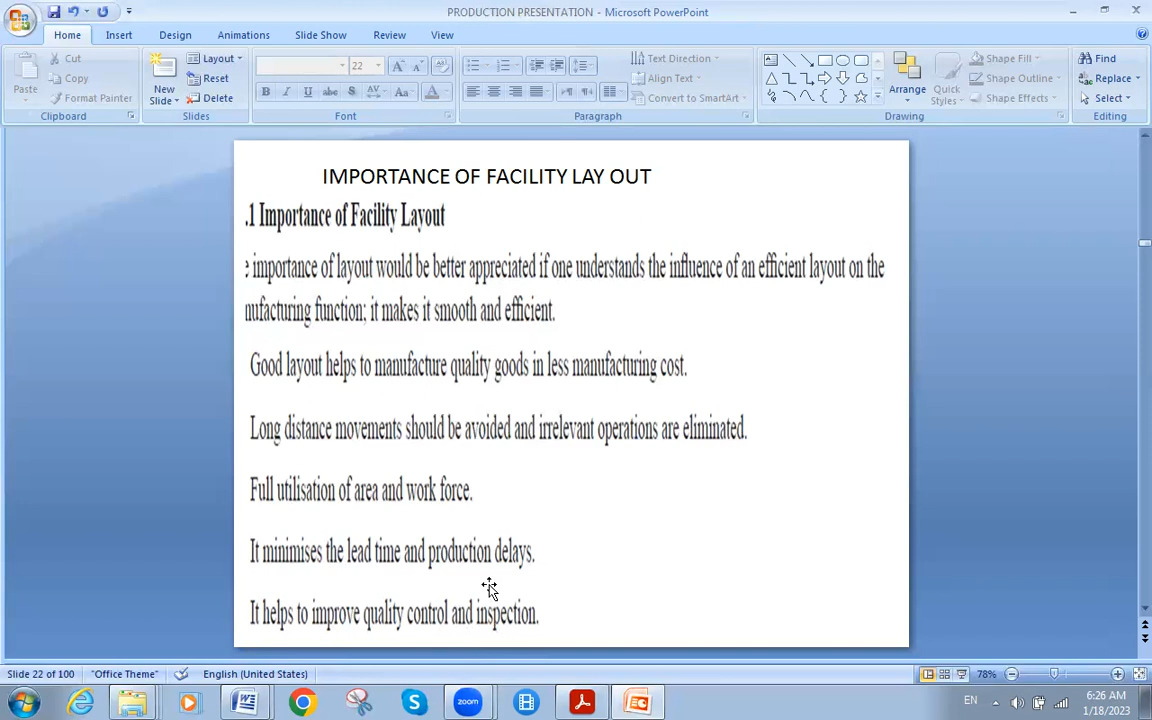 PRODUCTION PRESENTATION - Microsoft PowerPoint
Home Insert Design Animations Slide Show Review View
Cut
Copy
Format Painter
Paste
Clipboard
New Slide
Layout
Reset
Delete
Slides
22
B I U abc S AV Aa A
Font
Text Direction
Align Text
Convert to SmartArt
Paragraph
Arrange
Quick Styles
Shape Fill
Shape Outline
Shape Effects
Drawing
Find
Replace
Select
Editing
IMPORTANCE OF FACILITY LAY OUT
.1 Importance of Facility Layout
importance of layout would be better appreciated if one understands the influence of an efficient layout on the
nufacturing function; it makes it smooth and efficient.
Good layout helps to manufacture quality goods in less manufacturing cost.
Long distance movements should be avoided and irrelevant operations are eliminated.
Full utilisation of area and work force.
It minimises the lead time and production delays.
It helps to improve quality control and inspection.
Slide 22 of 100 "Office Theme" English (United States) 78%
zoom
EN 6:26 AM
1/18/2023